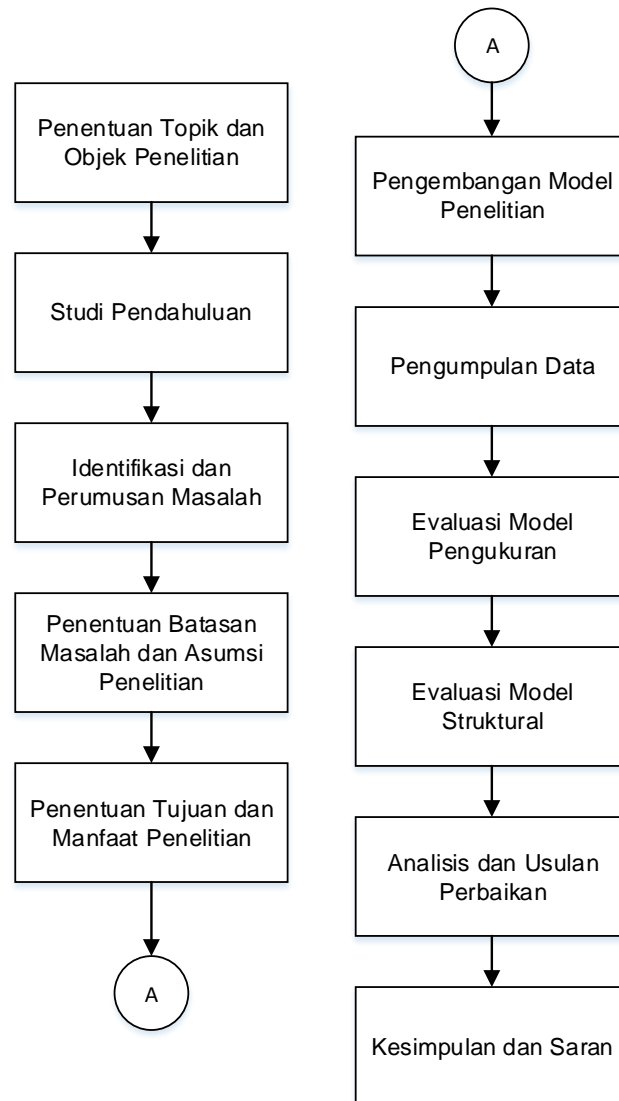 Penentuan Topik dan
Objek Penelitian
Studi Pendahuluan
Identifikasi dan
Perumusan Masalah
Penentuan Batasan
Masalah dan Asumsi
Penelitian
Penentuan Tujuan dan
Manfaat Penelitian
A
A
Pengembangan Model
Penelitian
Pengumpulan Data
Evaluasi Model
Pengukuran
Evaluasi Model
Struktural
Analisis dan Usulan
Perbaikan
Kesimpulan dan Saran